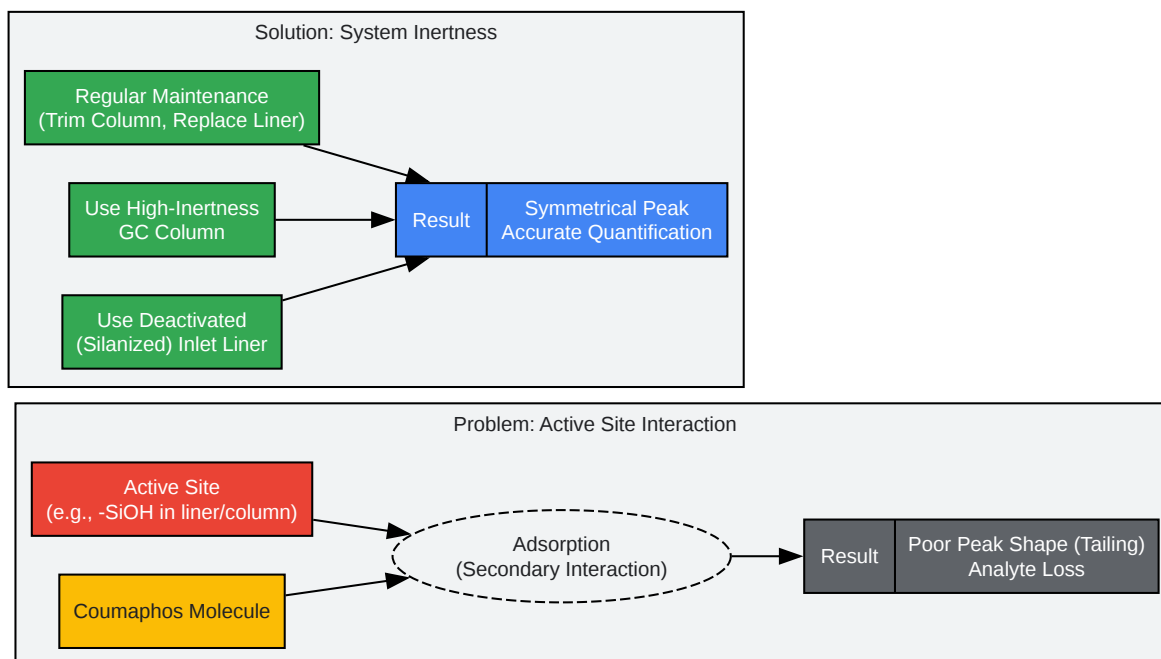 Solution: System Inertness
Regular Maintenance
(Trim Column, Replace Liner)
Use High-Inertness
GC Column
Use Deactivated
(Silanized) Inlet Liner
Result
Symmetrical Peak
Accurate Quantification
Problem: Active Site Interaction
Active Site
(e.g., -SiOH in liner/column)
Coumaphos Molecule
Adsorption
(Secondary Interaction)
Result
Poor Peak Shape (Tailing)
Analyte Loss